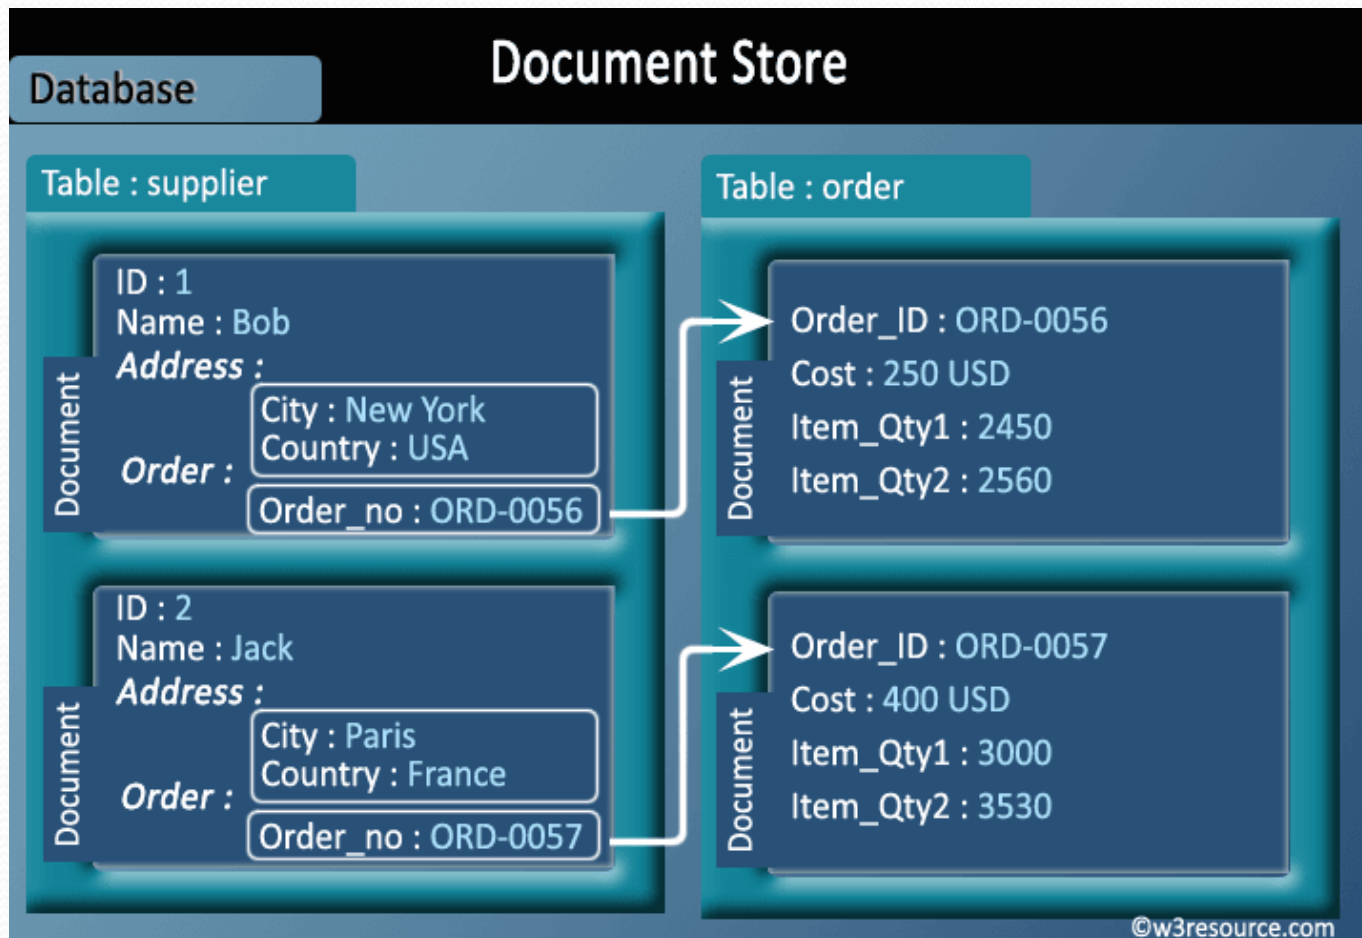 Document Store
Database
Table : supplier
Document
ID : 1
Name : Bob
Address :
City : New York
Country : USA
Order :
Order_no : ORD-0056
Document
ID : 2
Name : Jack
Address :
City : Paris
Country : France
Order :
Order_no : ORD-0057
Table : order
Document
Order_ID : ORD-0056
Cost : 250 USD
Item_Qty1 : 2450
Item_Qty2 : 2560
Document
Order_ID : ORD-0057
Cost : 400 USD
Item_Qty1 : 3000
Item_Qty2 : 3530
©w3resource.com